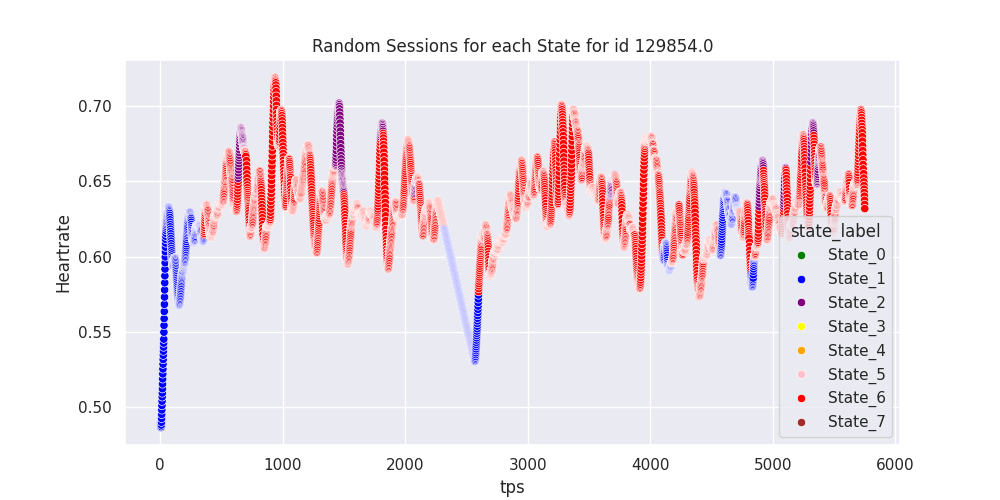 Random Sessions for each State for id 129854.0
Heartrate
0.70
0.65
0.60
0.55
0.50
0
1000
2000
3000
4000
5000
6000
tps
state_label
State_0
State_1
State_2
State_3
State_4
State_5
State_6
State_7